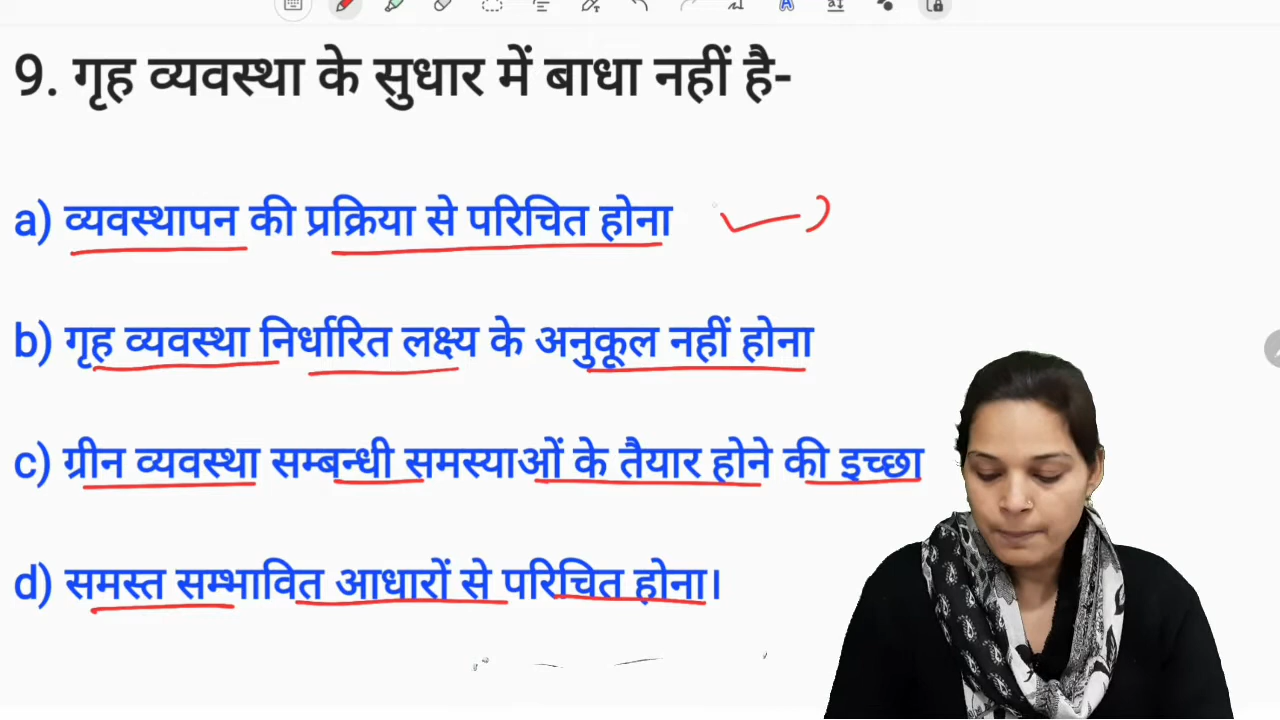 9. गृह व्यवस्था के सुधार में बाधा नहीं है-
a) व्यवस्थापन की प्रक्रिया से परिचित होना
b) गृह व्यवस्था निर्धारित लक्ष्य के अनुकूल नहीं होना
c) ग्रीन व्यवस्था सम्बन्धी समस्याओं के तैयार होने की इच्छा
d) समस्त सम्भावित आधारों से परिचित होना।